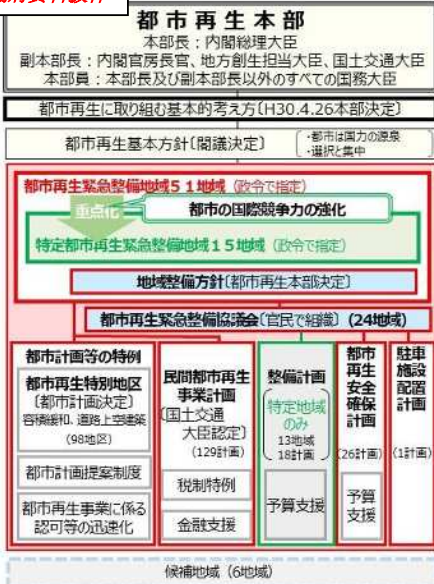 都市再生本部
本部長：内閣総理大臣
副本部長：内閣官房長官、地方創生担当大臣、国土交通大臣
本部員：本部長及び副本部長以外のすべての国務大臣
都市再生に取り組む基本的考え方〔H30.4.26本部決定〕
都市再生基本方針〔閣議決定〕
・都市は国力の源泉
・選択と集中
都市再生緊急整備地域５１地域（政令で指定）
重点化
都市の国際競争力の強化
特定都市再生緊急整備地域１５地域（政令で指定）
地域整備方針〔都市再生本部決定〕
都市再生緊急整備協議会〔官民で組織〕（24地域）
都市計画等の特例
都市再生特別地区
〔都市計画決定〕
容積緩和、道路上空建築
（98地区）
都市計画提案制度
都市再生事業に係る
認可等の迅速化
民間都市再生
事業計画
〔国土交通
大臣認定〕
（129計画）
税制特例
金融支援
整備計画
特定地域
のみ
13地域
18計画
予算支援
都市
再生
安全
確保
計画
（26計画）
予算
支援
駐車
施設
配置
計画
（1計画）
候補地域（6地域）